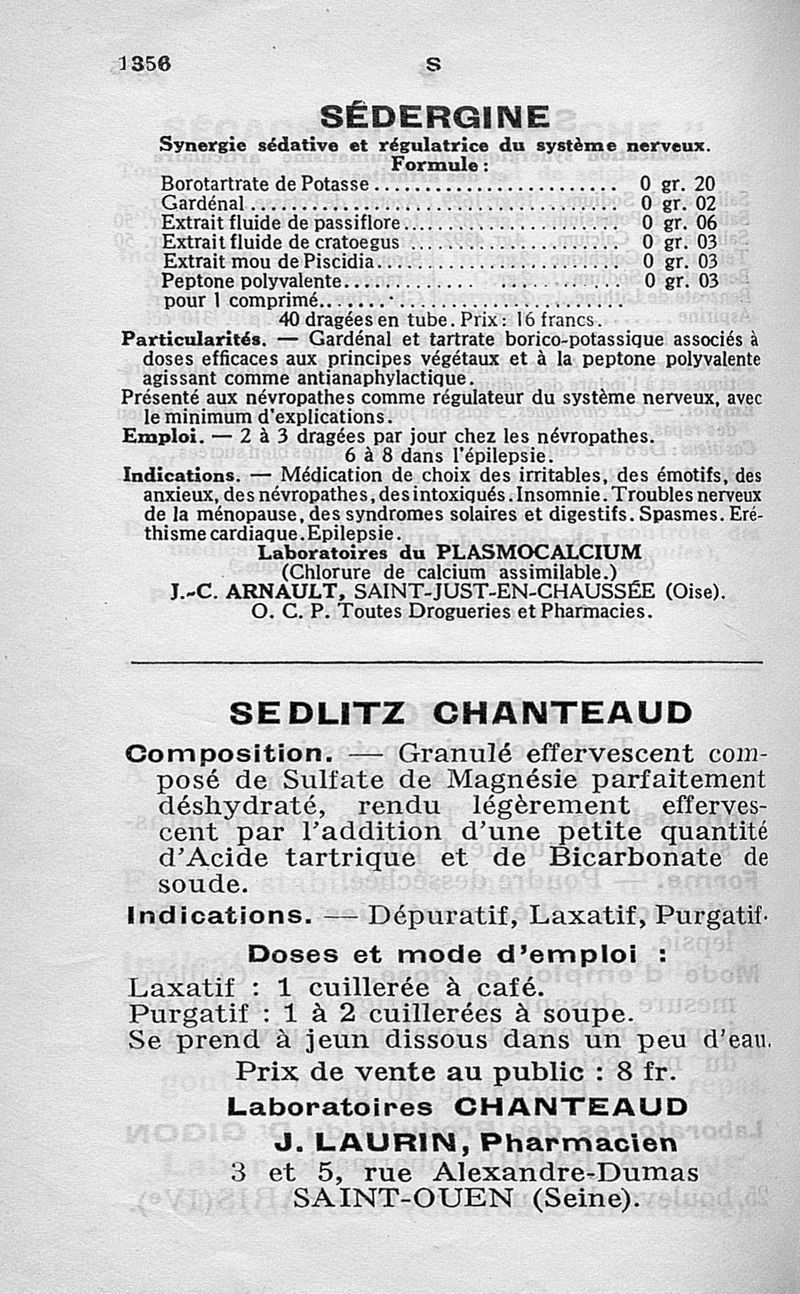 1356
S
SÉDERGINE
Synergie sédative et régulatrice du système nerveux.
Formule :
Borotartrate de Potasse ........................ 0 gr. 20
Gardénal ........................ 0 gr. 02
Extrait fluide de passiflore ........................ 0 gr. 06
Extrait fluide de cratoegus ........................ 0 gr. 03
Extrait mou de Piscidia ........................ 0 gr. 03
Peptone polyvalente ........................ 0 gr. 03
pour 1 comprimé ........................
40 dragées en tube. Prix : 16 francs.
Particularités. — Gardénal et tartrate borico-potassique associés à
doses efficaces aux principes végétaux et à la peptone polyvalente
agissant comme antianaphylactique.
Présenté aux névropathes comme régulateur du système nerveux, avec
le minimum d'explications.
Emploi. — 2 à 3 dragées par jour chez les névropathes.
6 à 8 dans l'épilepsie.
Indications. — Médication de choix des irritables, des émotifs, des
anxieux, des névropathes, des intoxiqués. Insomnie. Troubles nerveux
de la ménopause, des syndromes solaires et digestifs. Spasmes. Eré-
thisme cardiaque. Epilepsie.
Laboratoires du PLASMOCALCIUM
(Chlorure de calcium assimilable.)
J.-C. ARNAULT, SAINT-JUST-EN-CHAUSSÉE (Oise).
O. C. P. Toutes Drogueries et Pharmacies.
SEDLITZ CHANTEAUD
Composition. — Granulé effervescent com-
posé de Sulfate de Magnésie parfaitement
déshydraté, rendu légèrement efferves-
cent par l'addition d'une petite quantité
d'Acide tartrique et de Bicarbonate de
soude.
Indications. — Dépuratif, Laxatif, Purgatif.
Doses et mode d'emploi :
Laxatif : 1 cuillerée à café.
Purgatif : 1 à 2 cuillerées à soupe.
Se prend à jeun dissous dans un peu d'eau.
Prix de vente au public : 8 fr.
Laboratoires CHANTEAUD
J. LAURIN, Pharmacien
3 et 5, rue Alexandre-Dumas
SAINT-OUEN (Seine).